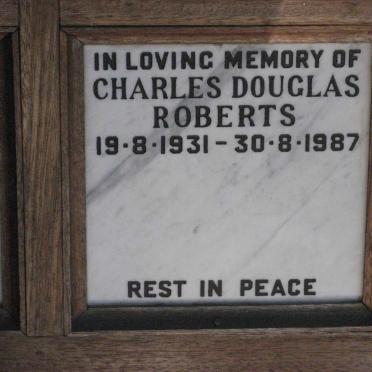 IN LOVING MEMORY OF
CHARLES DOUGLAS
ROBERTS
19·8·1931 – 30·8·1987
REST IN PEACE